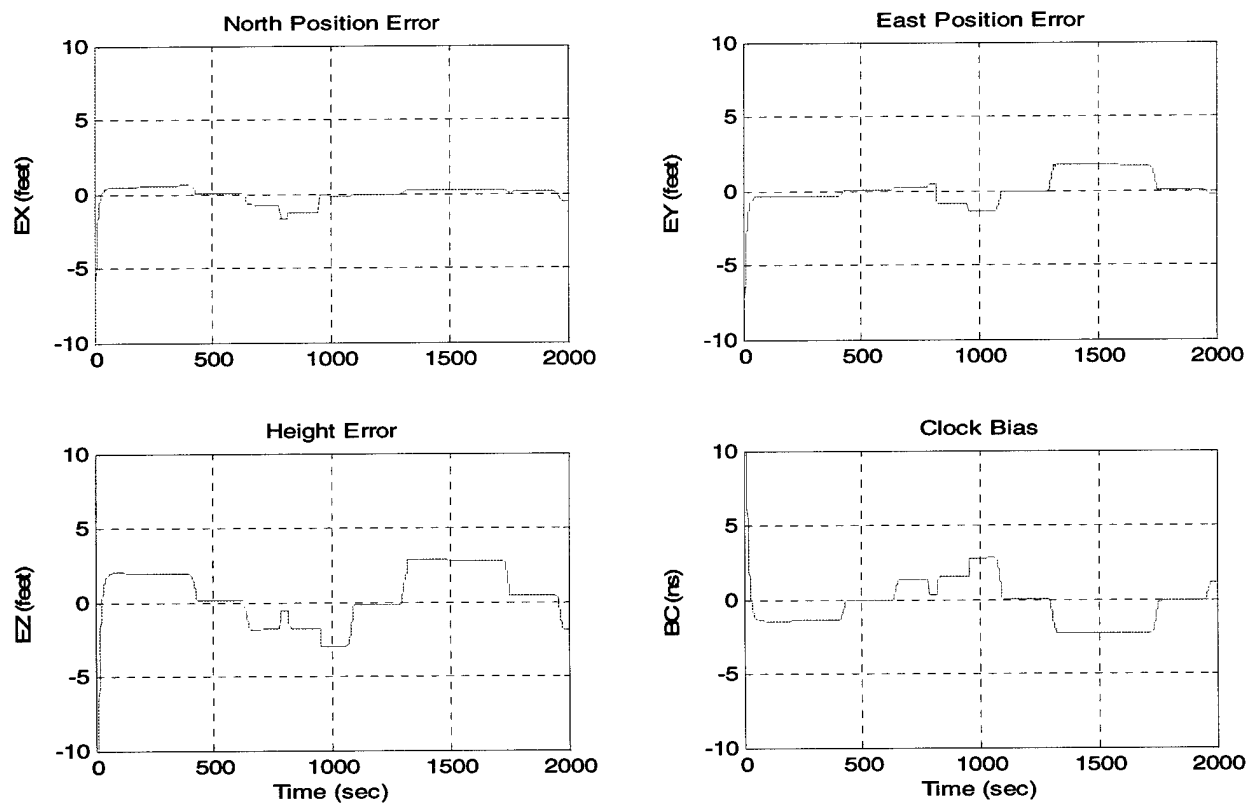 North Position Error
10
5
0
-5
-10
EX (feet)
0 500 1000 1500 2000
East Position Error
10
5
0
-5
-10
EY (feet)
0 500 1000 1500 2000
Height Error
10
5
0
-5
-10
EZ (feet)
0 500 1000 1500 2000
Time (sec)
Clock Bias
10
5
0
-5
-10
BC (ns)
0 500 1000 1500 2000
Time (sec)